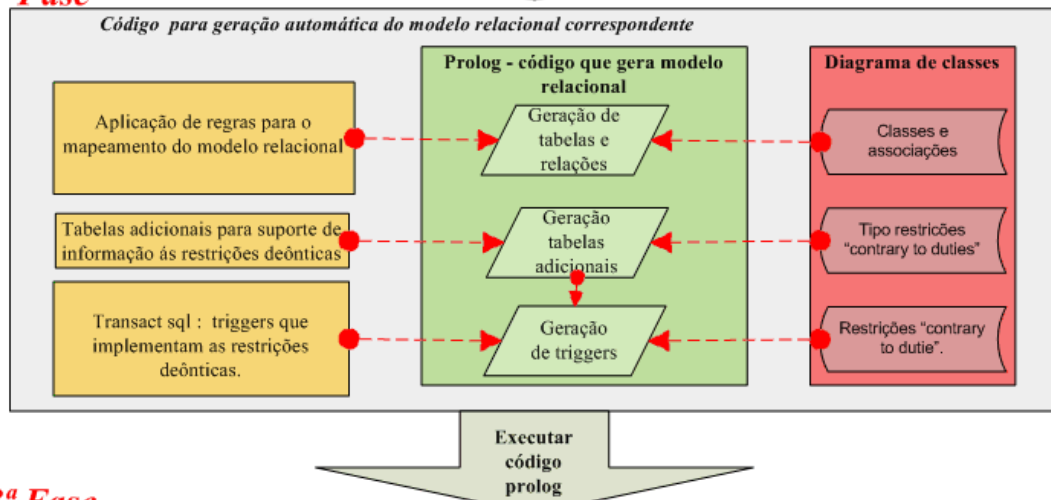 Fase
Código para geração automática do modelo relacional correspondente
Prolog - código que gera modelo
relacional
Diagrama de classes
Aplicação de regras para o
mapeamento do modelo relacional
Geração de
tabelas e
relações
Classes e
associações
Tabelas adicionais para suporte de
informação ás restrições deônticas
Geração
tabelas
adicionais
Tipo restricões
“contrary to duties”
Transact sql : triggers que
implementam as restrições
deônticas.
Geração
de triggers
Restrições “contrary
to dutie”.
Executar
código
prolog
ª Fase